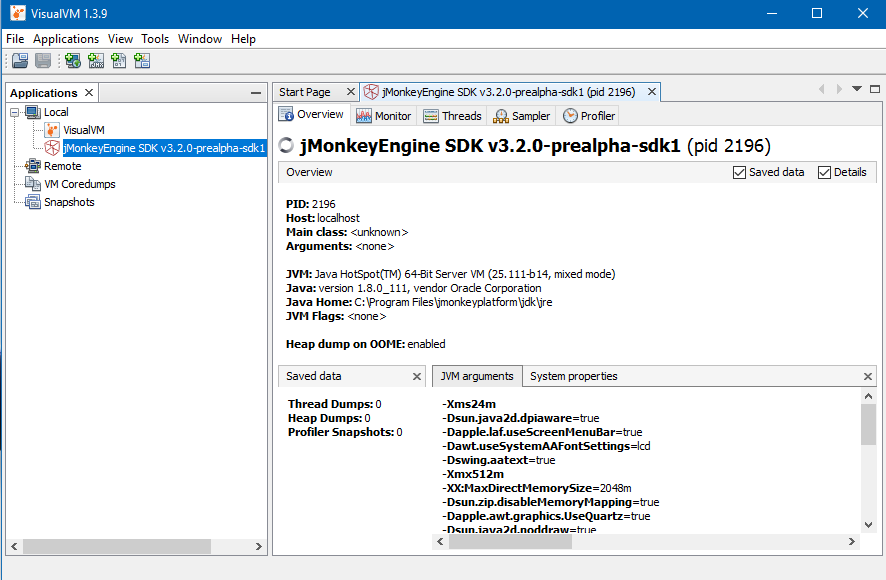 VisualVM 1.3.9
File Applications View Tools Window Help
Applications
Local
VisualVM
jMonkeyEngine SDK v3.2.0-prealpha-sdk1
Remote
VM Coredumps
Snapshots
Start Page
jMonkeyEngine SDK v3.2.0-prealpha-sdk1 (pid 2196)
Overview Monitor Threads Sampler Profiler
jMonkeyEngine SDK v3.2.0-prealpha-sdk1 (pid 2196)
Overview Saved data Details
PID: 2196
Host: localhost
Main class: <unknown>
Arguments: <none>
JVM: Java HotSpot(TM) 64-Bit Server VM (25.111-b14, mixed mode)
Java: version 1.8.0_111, vendor Oracle Corporation
Java Home: C:\Program Files\jmonkeyplatform\jdk\jre
JVM Flags: <none>
Heap dump on OOME: enabled
Saved data
Thread Dumps: 0
Heap Dumps: 0
Profiler Snapshots: 0
JVM arguments System properties
-Xms24m
-Dsun.java2d.dpiaware=true
-Dapple.laf.useScreenMenuBar=true
-Dawt.useSystemAAFontSettings=lcd
-Dswing.aatext=true
-Xmx512m
-XX:MaxDirectMemorySize=2048m
-Dsun.zip.disableMemoryMapping=true
-Dapple.awt.graphics.UseQuartz=true
-Dsun.java2d.noddraw=true